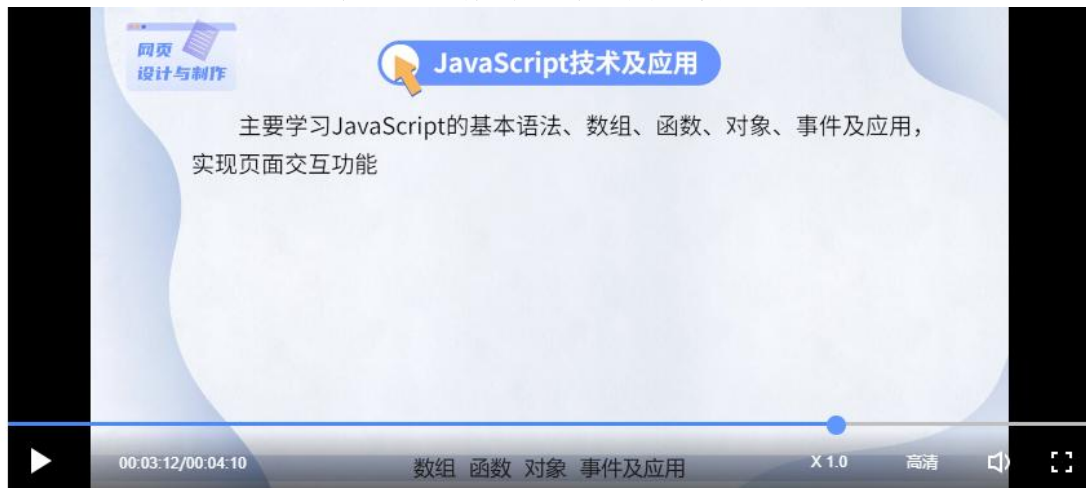 网页
设计与制作
JavaScript技术及应用
主要学习JavaScript的基本语法、数组、函数、对象、事件及应用，
实现页面交互功能
00:03:12/00:04:10
数组 函数 对象 事件及应用
X 1.0
高清